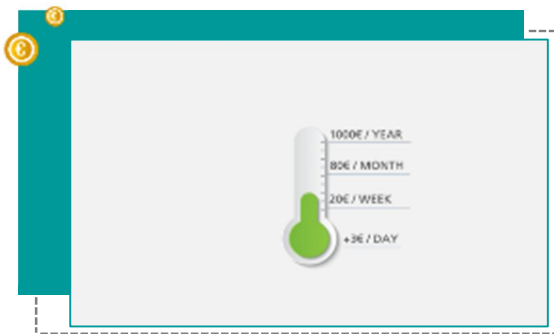 1000€ / YEAR
80€ / MONTH
20€ / WEEK
+3€ / DAY